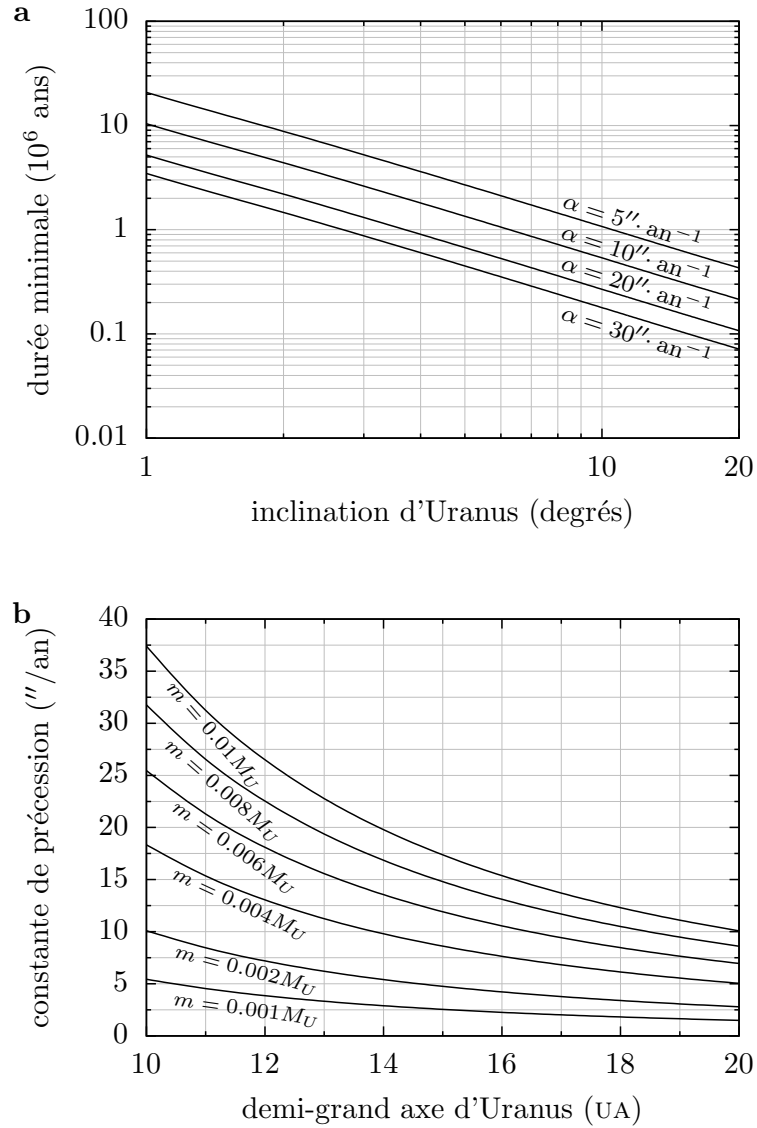 a
100
10
1
0.1
0.01
durée minimale (10⁶ ans)
α = 5″· an⁻¹
α = 10″· an⁻¹
α = 20″· an⁻¹
α = 30″· an⁻¹
1 10 20
inclination d'Uranus (degrés)
b
40
35
30
25
20
15
10
5
0
constante de précession (″/an)
m = 0.01M_U
m = 0.008M_U
m = 0.006M_U
m = 0.004M_U
m = 0.002M_U
m = 0.001M_U
10 12 14 16 18 20
demi-grand axe d'Uranus (UA)